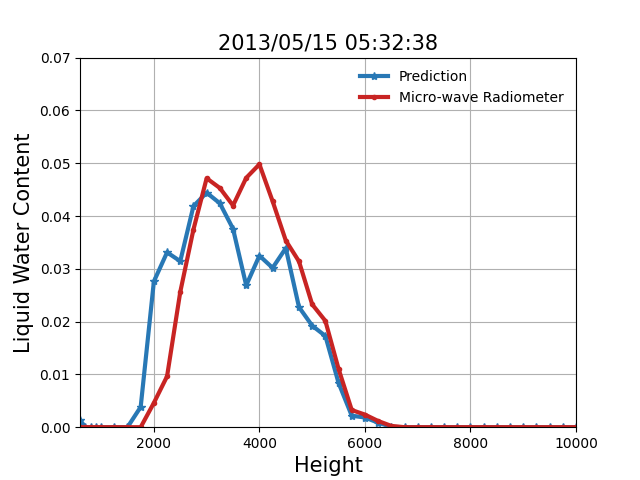 2013/05/15 05:32:38
0.07
0.06
0.05
0.04
0.03
0.02
0.01
0.00
Liquid Water Content
Prediction
Micro-wave Radiometer
2000 4000 6000 8000 10000
Height